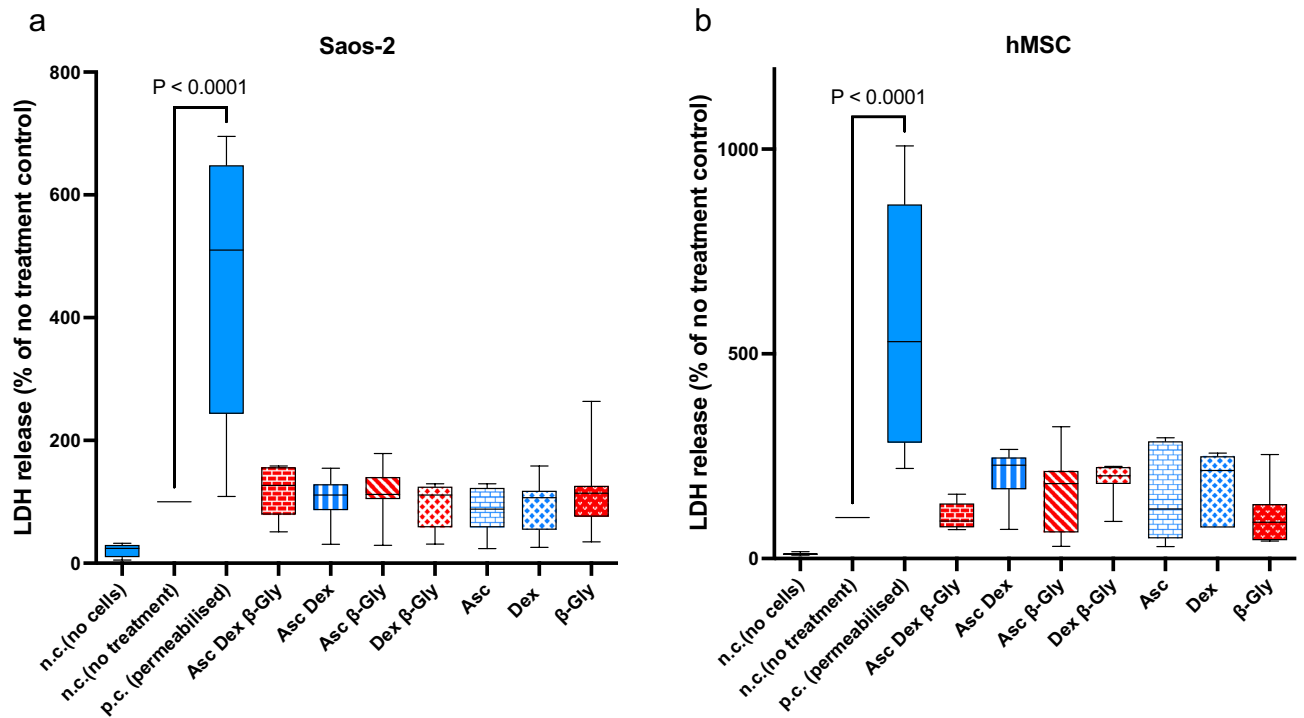 a
Saos-2
LDH release (% of no treatment control)
800
600
400
200
0
P < 0.0001
n.c.(no cells)
n.c.(no treatment)
p.c. (permeabilised)
Asc Dex β-Gly
Asc Dex
Asc β-Gly
Dex β-Gly
Asc
Dex
β-Gly
b
hMSC
LDH release (% of no treatment control)
1000
500
0
P < 0.0001
n.c.(no cells)
n.c.(no treatment)
p.c. (permeabilised)
Asc Dex β-Gly
Asc Dex
Asc β-Gly
Dex β-Gly
Asc
Dex
β-Gly